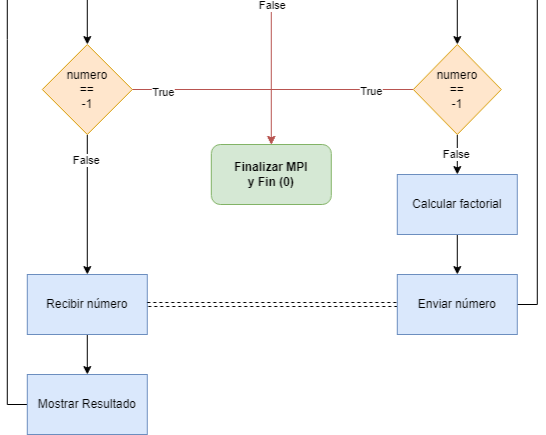 False
numero
==
-1
True
True
numero
==
-1
False
Finalizar MPI
y Fin (0)
False
Calcular factorial
Recibir número
Enviar número
Mostrar Resultado